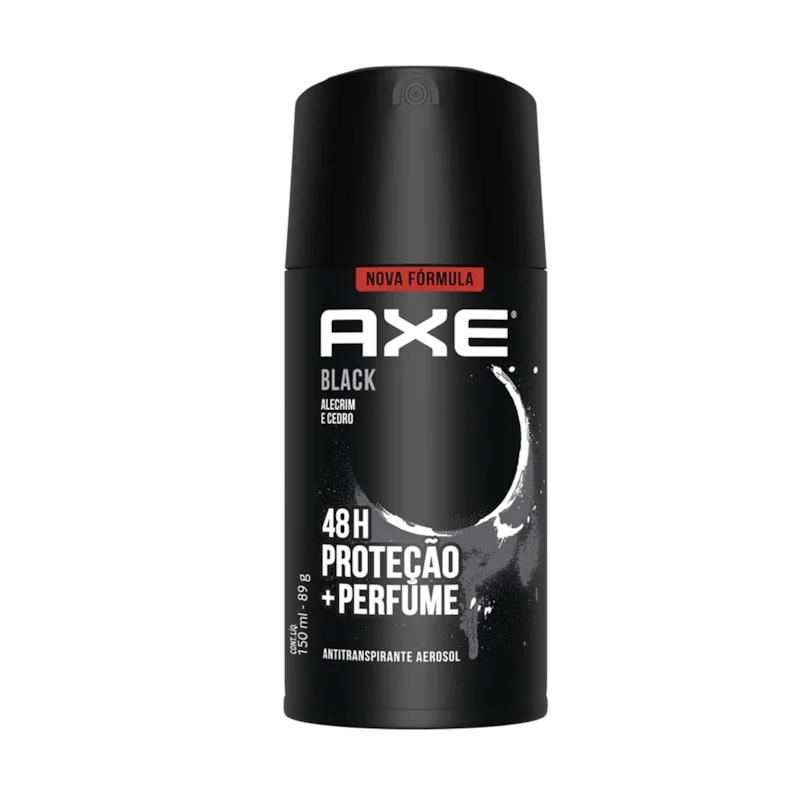 NOVA FÓRMULA
AXE®
BLACK
ALECRIM
E CEDRO
48H
PROTEÇÃO
+PERFUME
CONT. LÍQ.
150 ml - 89 g
ANTITRANSPIRANTE AEROSOL